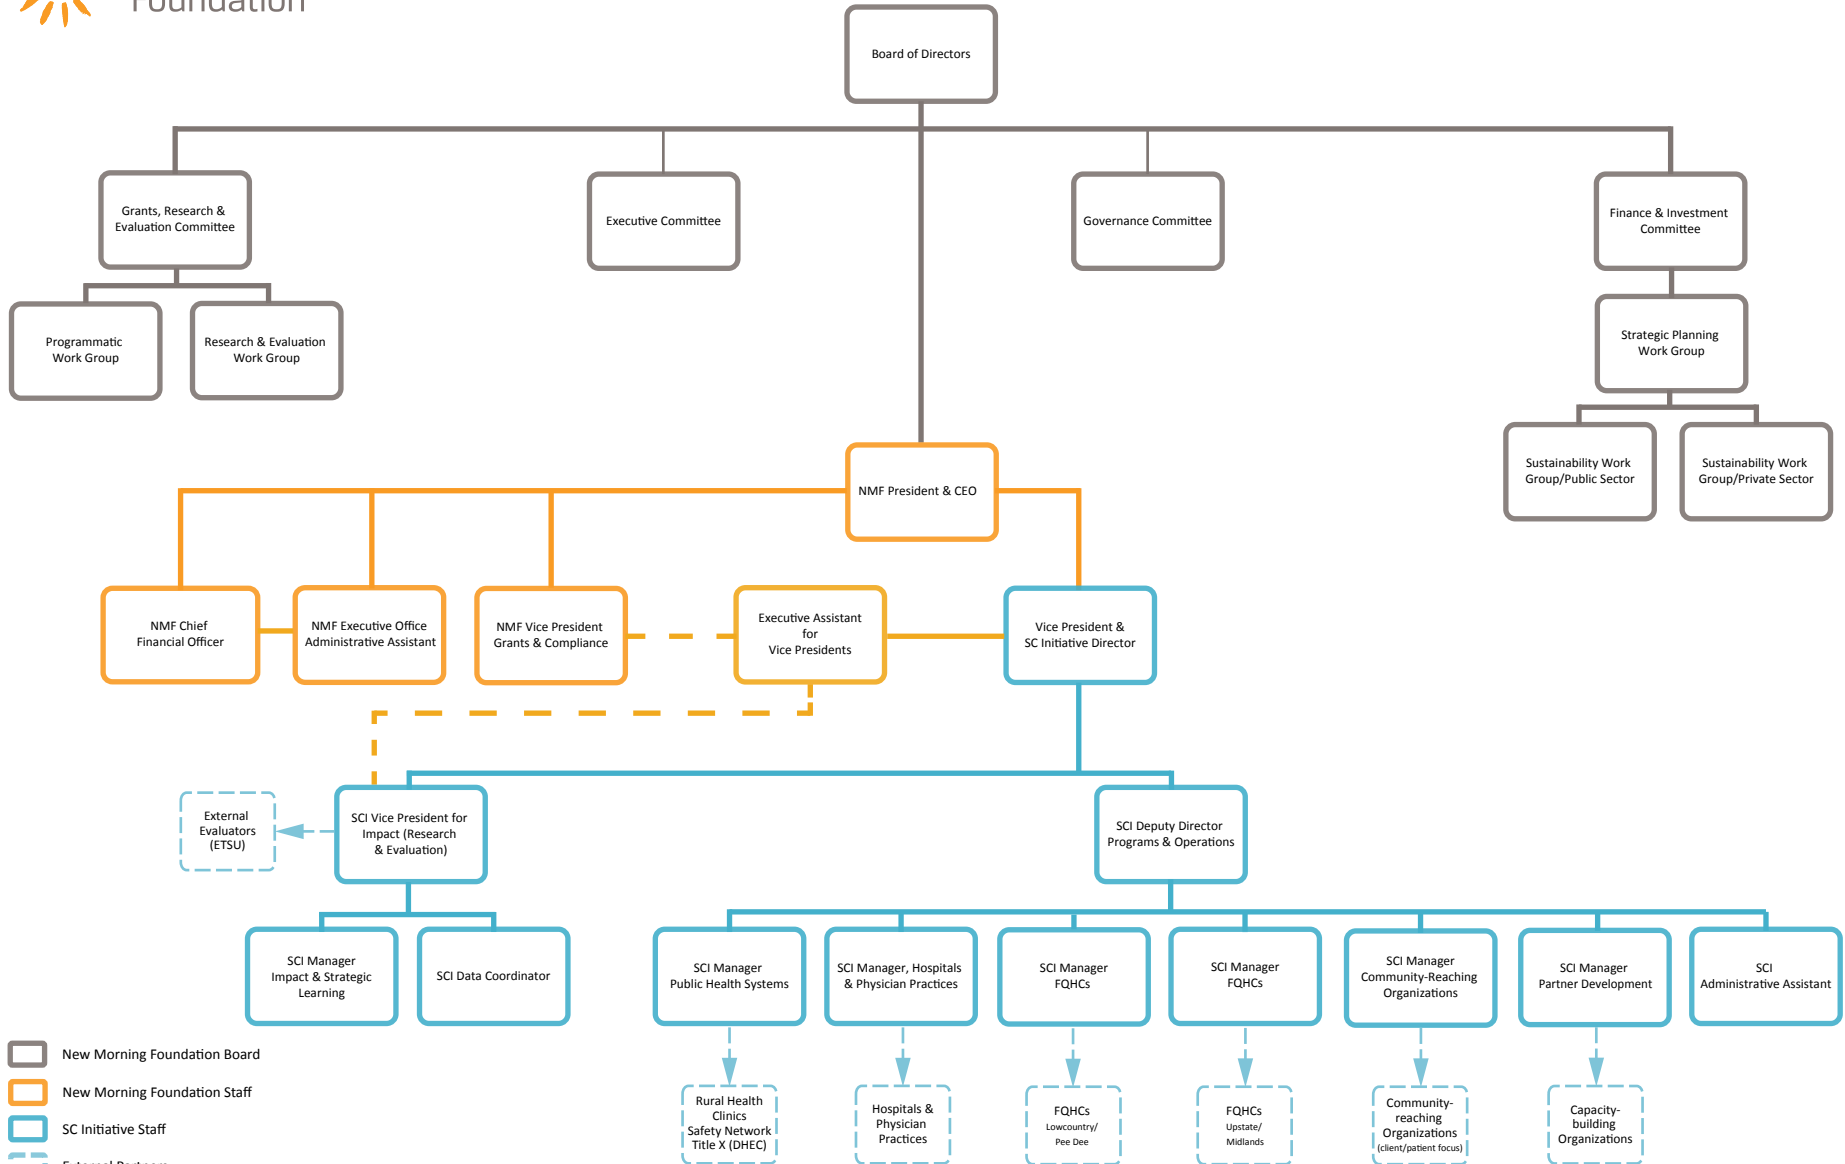 Foundation
Board of Directors
Grants, Research &
Evaluation Committee
Executive Committee
Governance Committee
Finance & Investment
Committee
Programmatic
Work Group
Research & Evaluation
Work Group
Strategic Planning
Work Group
Sustainability Work
Group/Public Sector
Sustainability Work
Group/Private Sector
NMF President & CEO
NMF Chief
Financial Officer
NMF Executive Office
Administrative Assistant
NMF Vice President
Grants & Compliance
Executive Assistant
for
Vice Presidents
Vice President &
SC Initiative Director
External
Evaluators
(ETSU)
SCI Vice President for
Impact (Research
& Evaluation)
SCI Deputy Director
Programs & Operations
SCI Manager
Impact & Strategic
Learning
SCI Data Coordinator
SCI Manager
Public Health Systems
SCI Manager, Hospitals
& Physician Practices
SCI Manager
FQHCs
SCI Manager
FQHCs
SCI Manager
Community-Reaching
Organizations
SCI Manager
Partner Development
SCI
Administrative Assistant
Rural Health
Clinics
Safety Network
Title X (DHEC)
Hospitals &
Physician
Practices
FQHCs
Lowcountry/
Pee Dee
FQHCs
Upstate/
Midlands
Community-
reaching
Organizations
(client/patient focus)
Capacity-
building
Organizations
New Morning Foundation Board
New Morning Foundation Staff
SC Initiative Staff
External Partners